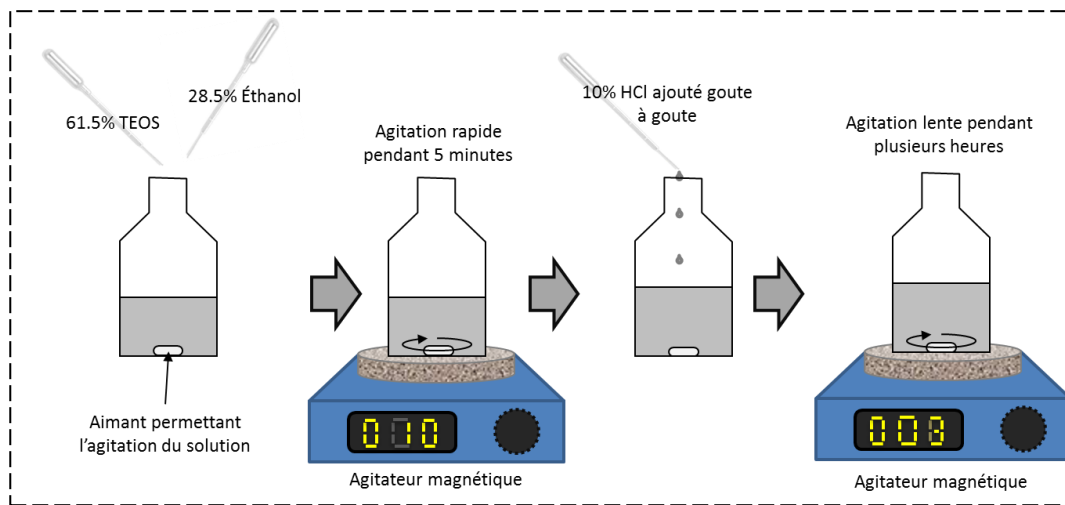 61.5% TEOS
28.5% Éthanol
Aimant permettant
l'agitation du solution
Agitation rapide
pendant 5 minutes
010
Agitateur magnétique
10% HCl ajouté goute
à goute
Agitation lente pendant
plusieurs heures
003
Agitateur magnétique